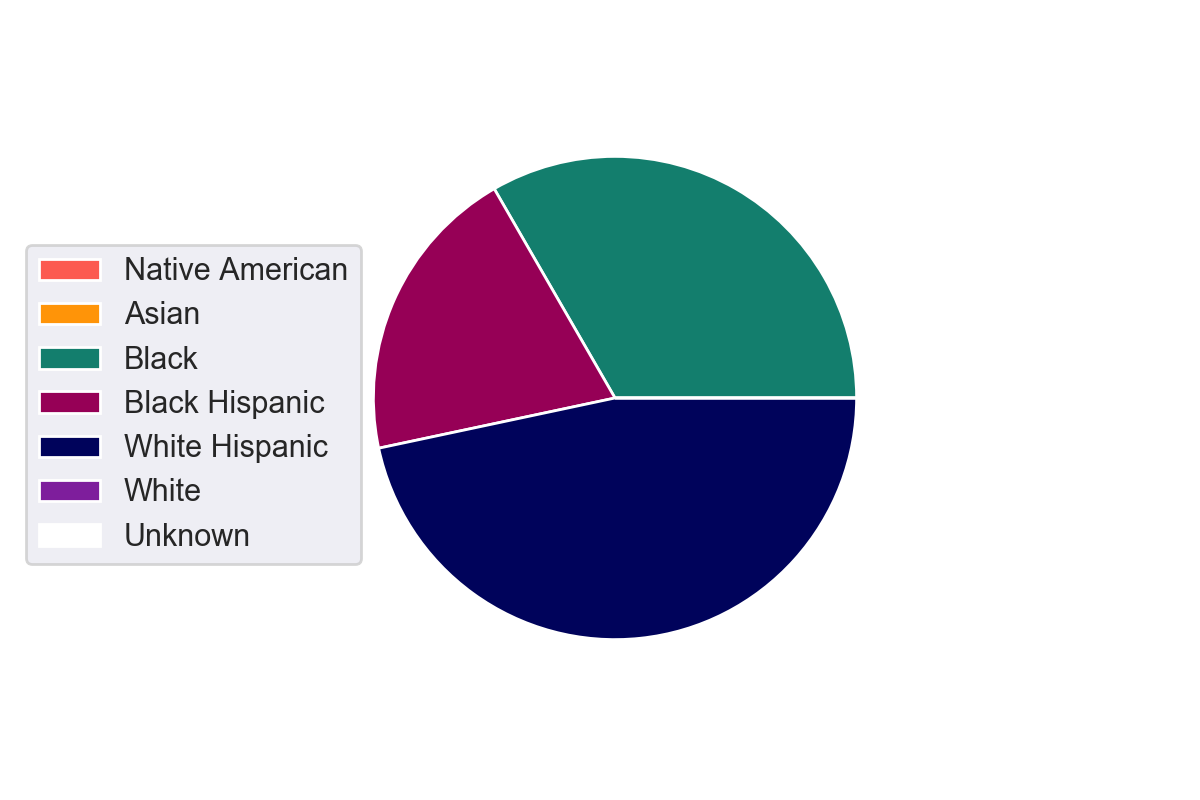 Native American
Asian
Black
Black Hispanic
White Hispanic
White
Unknown